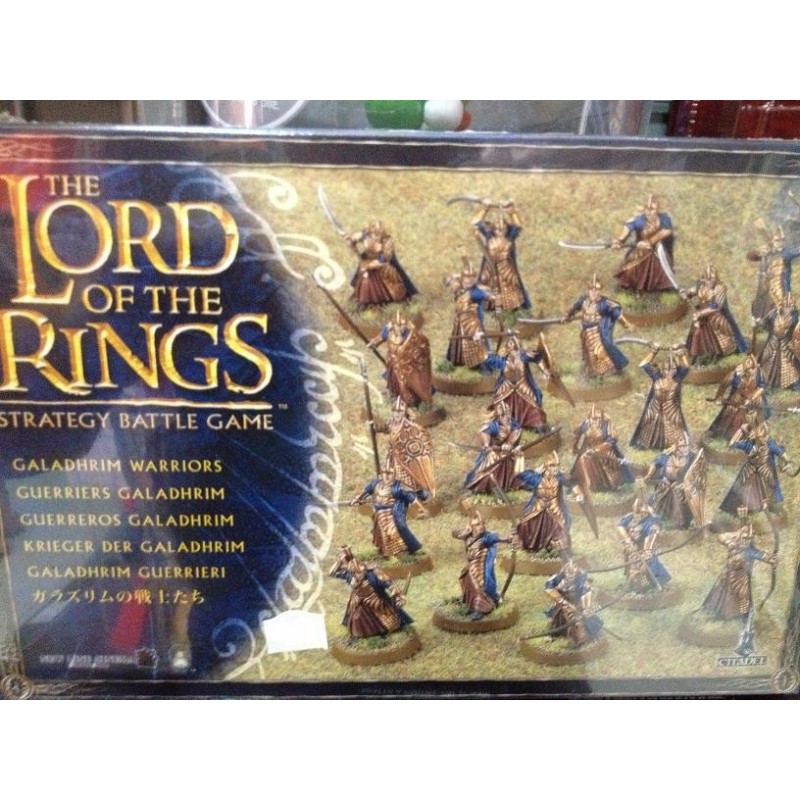 THE
LORD
OF THE
RINGS
STRATEGY BATTLE GAME ™
GALADHRIM WARRIORS
GUERRIERS GALADHRIM
GUERREROS GALADHRIM
KRIEGER DER GALADHRIM
GALADHRIM GUERRIERI
ガラズリムの戦士たち
CITADEL